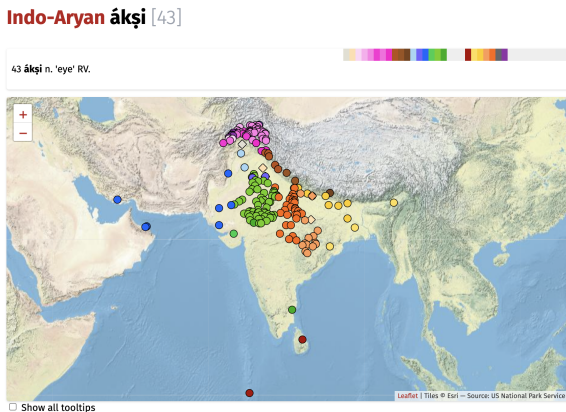 Indo-Aryan ákṣi [43]
43 ákṣi n. 'eye' RV.
+
−
Leaflet | Tiles © Esri — Source: US National Park Service
Show all tooltips